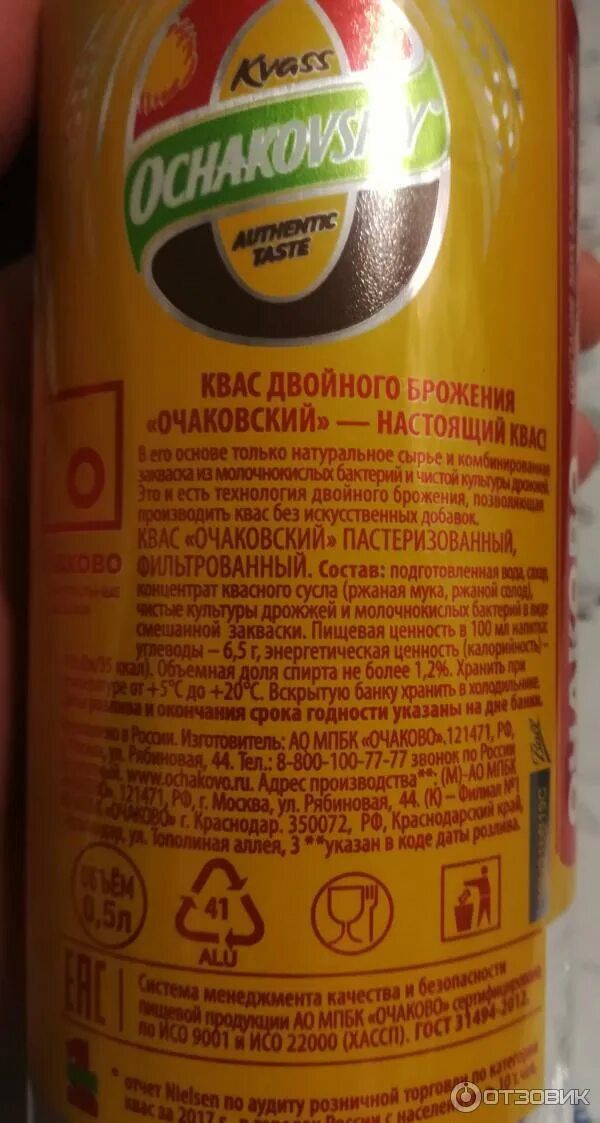 Kvass
OCHAKOVSKIY
AUTHENTIC
TASTE
КВАС ДВОЙНОГО БРОЖЕНИЯ
«ОЧАКОВСКИЙ» — НАСТОЯЩИЙ КВАС!
В его основе только натуральное сырье и комбинированная
закваска из молочнокислых бактерий и чистой культуры дрожжей.
Это и есть технология двойного брожения, позволяющая
производить квас без искусственных добавок.
КВАС «ОЧАКОВСКИЙ» ПАСТЕРИЗОВАННЫЙ,
ФИЛЬТРОВАННЫЙ. Состав: подготовленная вода, сахар,
концентрат квасного сусла (ржаная мука, ржаной солод),
чистые культуры дрожжей и молочнокислых бактерий в виде
смешанной закваски. Пищевая ценность в 100 мл напитка:
углеводы – 6,5 г, энергетическая ценность (калорийность) –
ккал). Объемная доля спирта не более 1,2%. Хранить при
от +5°С до +20°С. Вскрытую банку хранить в холодильнике.
розлива и окончания срока годности указаны на дне банки.
в России. Изготовитель: АО МПБК «ОЧАКОВО». 121471, РФ,
ул. Рябиновая, 44. Тел.: 8-800-100-77-77 звонок по России
www.ochakovo.ru. Адрес производства**: (М)-АО МПБК
121471, РФ, г. Москва, ул. Рябиновая, 44. (К) – Филиал №1
«ОЧАКОВО» г. Краснодар. 350072, РФ, Краснодарский край,
ул. Тополиная аллея, 3 **указан в коде даты розлива.
Ball
ОБЪЁМ
0,5л
41
ALU
EAC
Система менеджмента качества и безопасности
пищевой продукции АО МПБК «ОЧАКОВО» сертифицирована
по ИСО 9001 и ИСО 22000 (ХАССП). ГОСТ 31494-2012.
* отчет Nielsen по аудиту розничной торговли по категории
квас за 2017 г., в городах России с
ОТЗОВИК